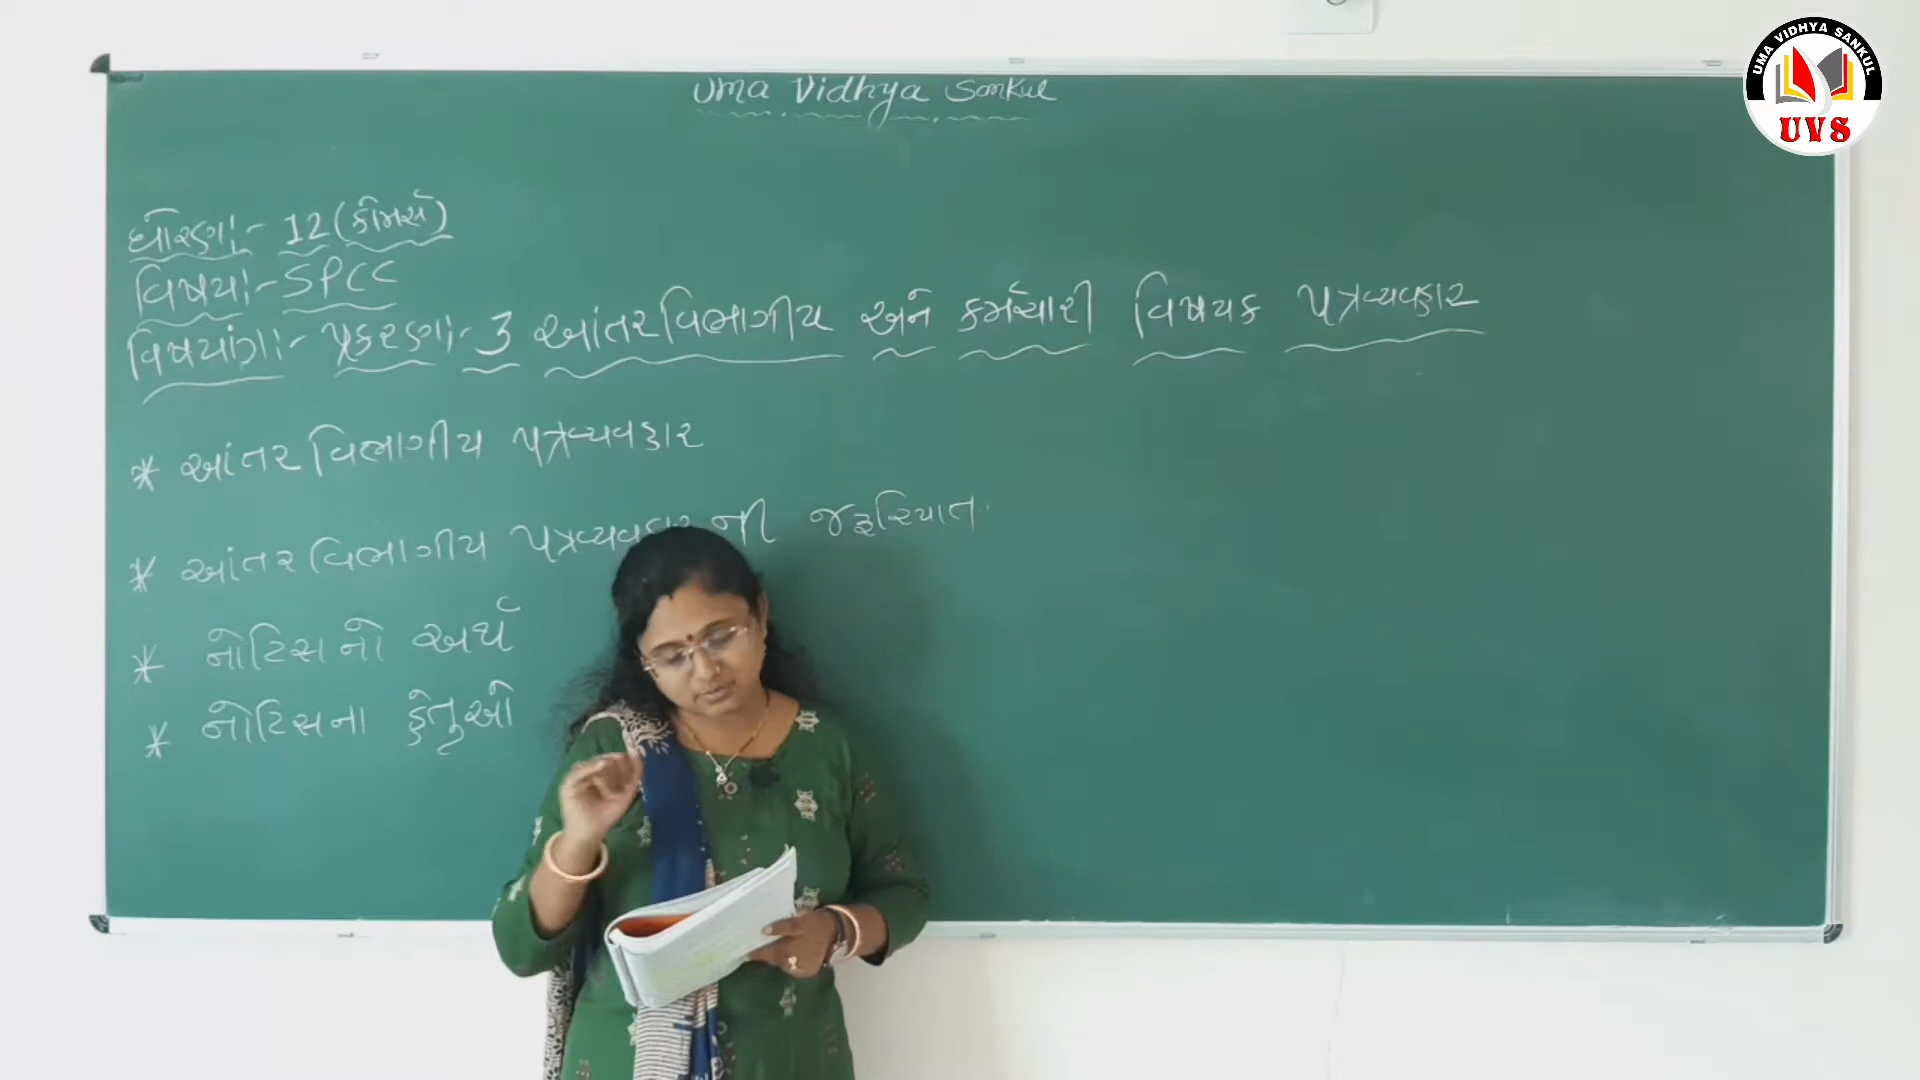 Uma Vidhya Sankul
ધોરણઃ- 12 (કોમર્સ)
વિષયઃ- SPCC
વિષયાંગઃ- પ્રકરણઃ- 3 આંતરવિભાગીય અને કર્મચારી વિષયક પત્રવ્યવહાર
* આંતરવિભાગીય પત્રવ્યવહાર
* આંતરવિભાગીય પત્રવ્યવહારની જરૂરિયાત.
* નોટિસનો અર્થ
* નોટિસના હેતુઓ
UMA VIDHYA SANKUL
UVS